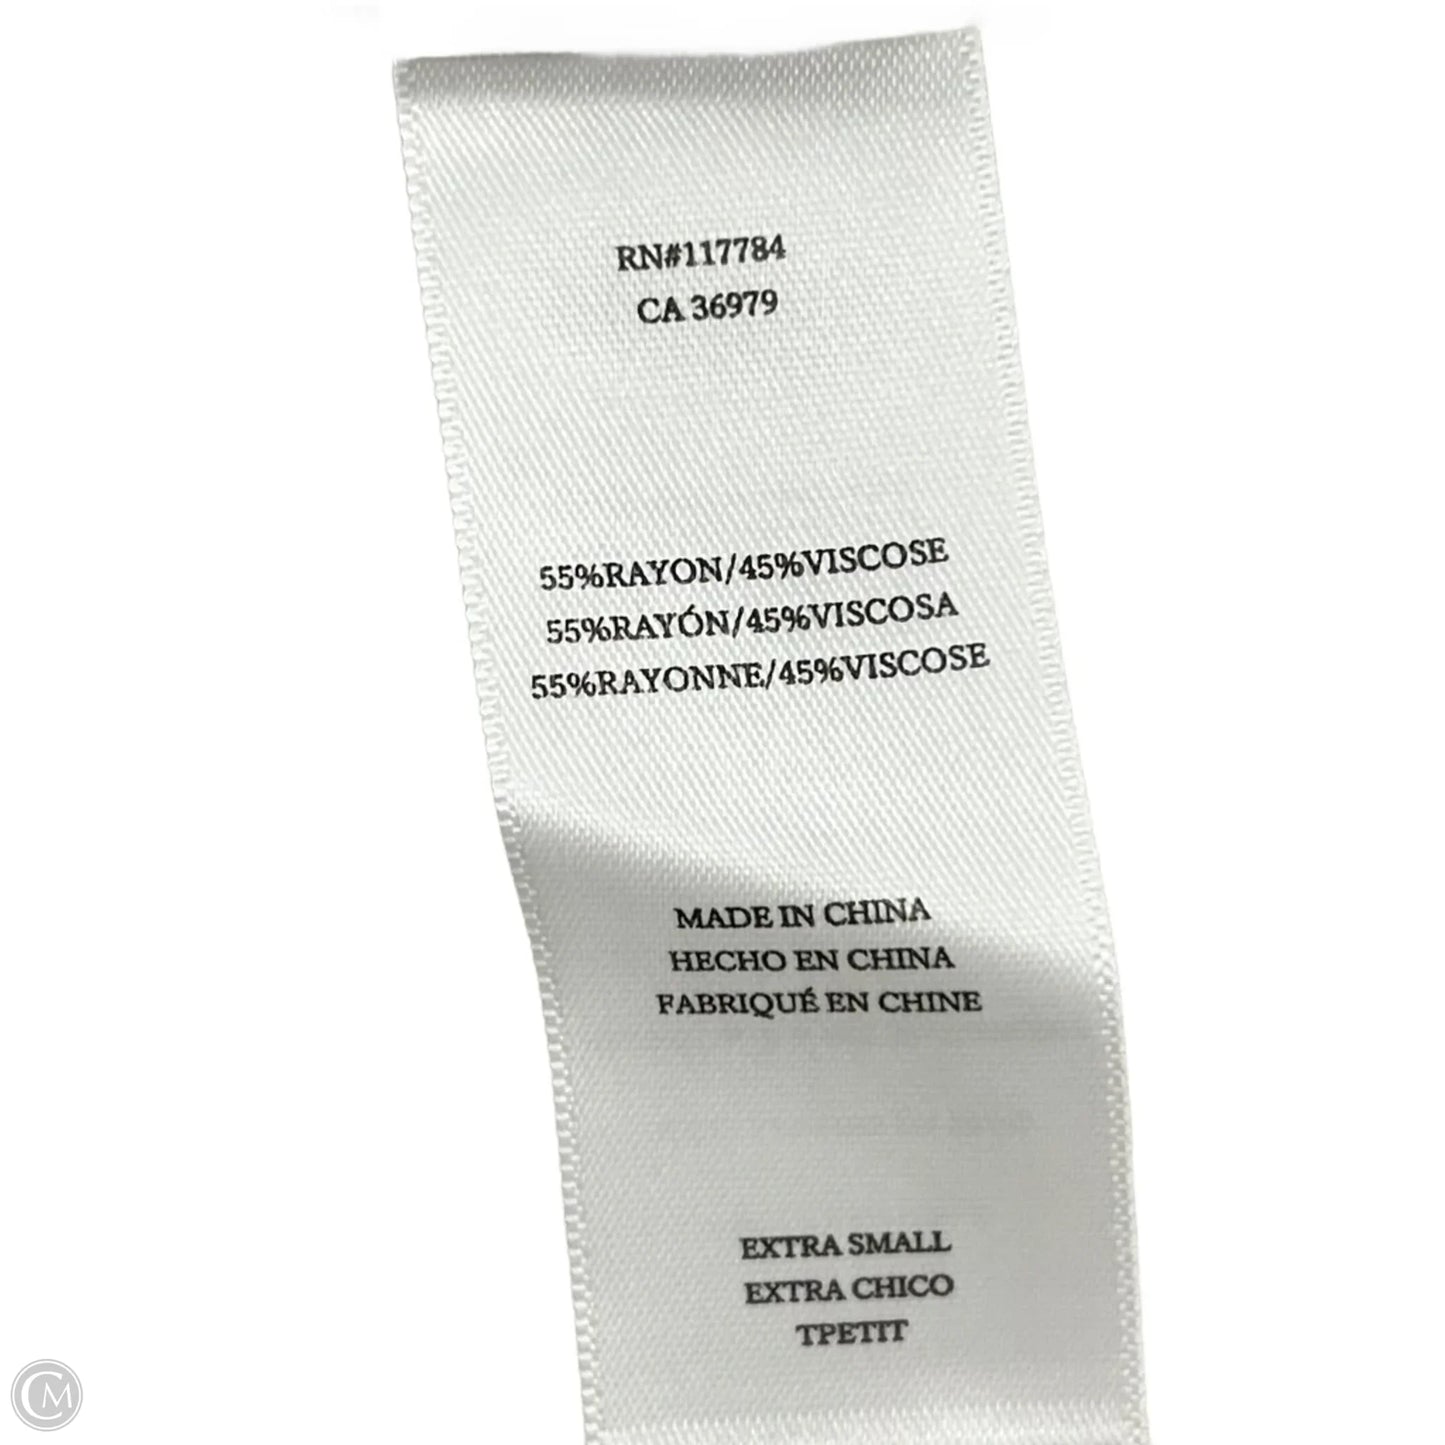 RN#117784
CA 36979
55%RAYON/45%VISCOSE
55%RAYÓN/45%VISCOSA
55%RAYONNE/45%VISCOSE
MADE IN CHINA
HECHO EN CHINA
FABRIQUÉ EN CHINE
EXTRA SMALL
EXTRA CHICO
TPETIT
CM